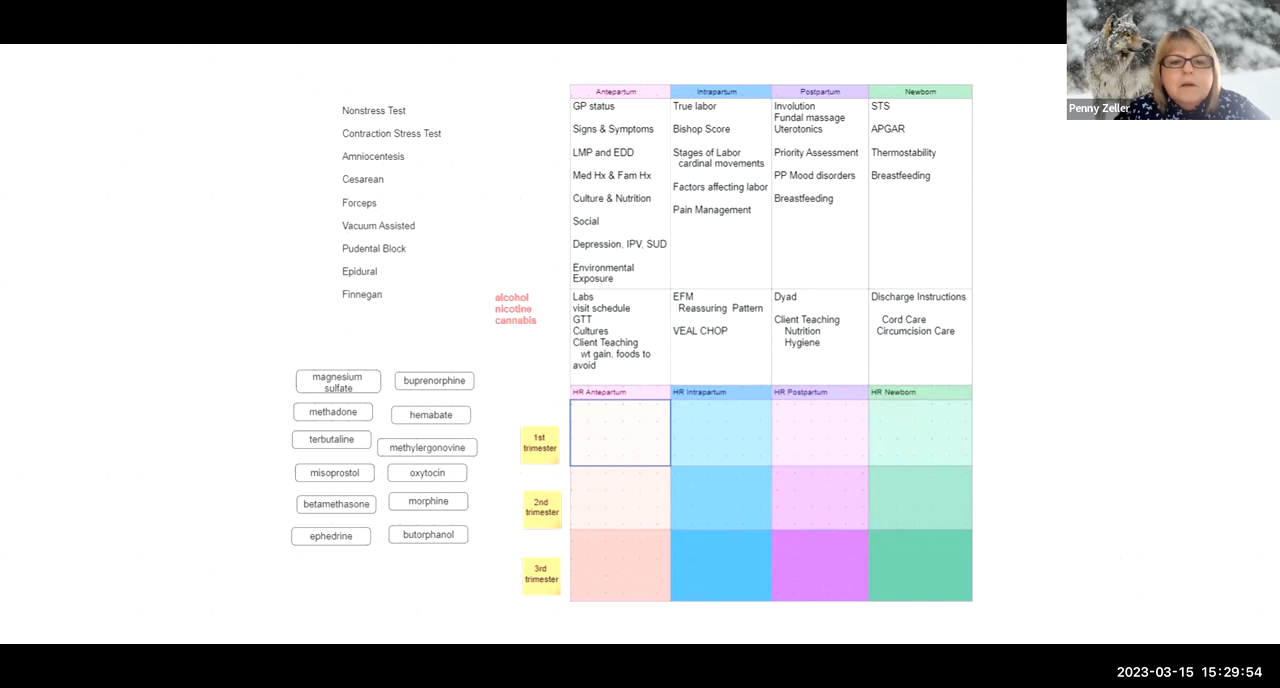 Penny Zeller
Nonstress Test
Contraction Stress Test
Amniocentesis
Cesarean
Forceps
Vacuum Assisted
Pudental Block
Epidural
Finnegan
alcohol
nicotine
cannabis
magnesium
sulfate
buprenorphine
methadone
hemabate
terbutaline
methylergonovine
misoprostol
oxytocin
betamethasone
morphine
ephedrine
butorphanol
Antepartum
GP status
Signs & Symptoms
LMP and EDD
Med Hx & Fam Hx
Culture & Nutrition
Social
Depression, IPV, SUD
Environmental
Exposure
Intrapartum
True labor
Bishop Score
Stages of Labor
cardinal movements
Factors affecting labor
Pain Management
Postpartum
Involution
Fundal massage
Uterotonics
Priority Assessment
PP Mood disorders
Breastfeeding
Newborn
STS
APGAR
Thermostability
Breastfeeding
Labs
visit schedule
GTT
Cultures
Client Teaching
wt gain, foods to
avoid
EFM
Reassuring Pattern
VEAL CHOP
Dyad
Client Teaching
Nutrition
Hygiene
Discharge Instructions
Cord Care
Circumcision Care
HR Antepartum
HR Intrapartum
HR Postpartum
HR Newborn
1st
trimester
2nd
trimester
3rd
trimester
2023-03-15 15:29:54